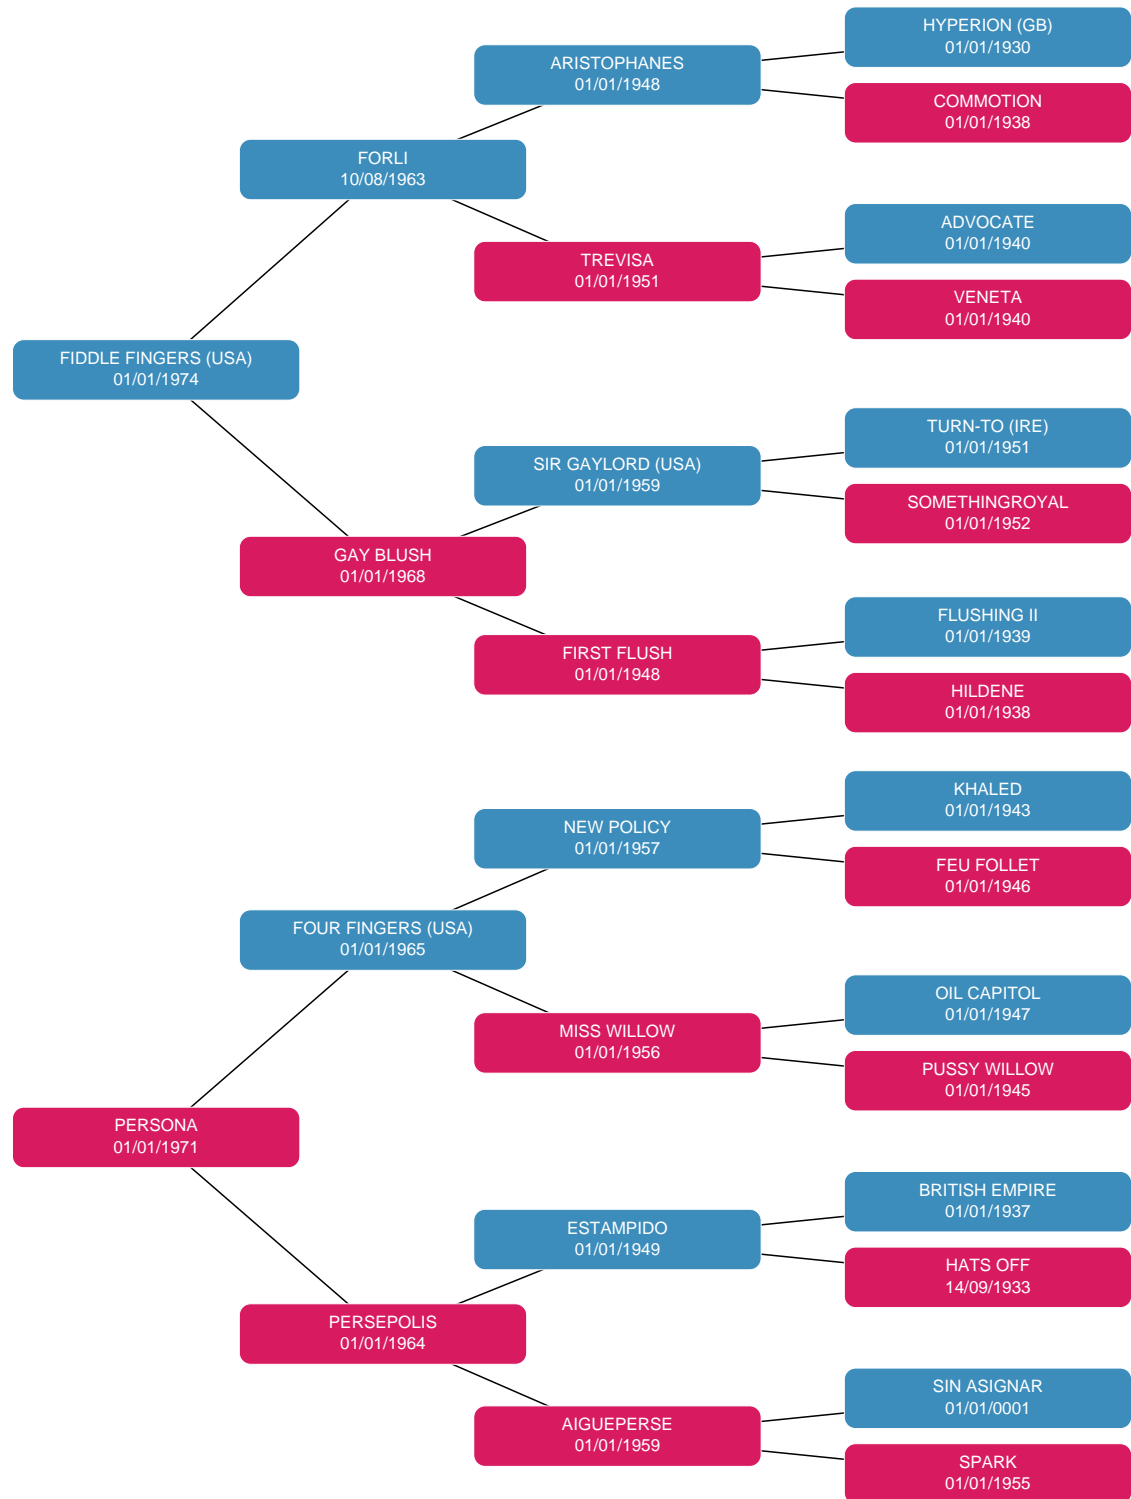 HYPERION (GB)
01/01/1930
ARISTOPHANES
01/01/1948
COMMOTION
01/01/1938
FORLI
10/08/1963
ADVOCATE
01/01/1940
TREVISA
01/01/1951
VENETA
01/01/1940
FIDDLE FINGERS (USA)
01/01/1974
TURN-TO (IRE)
01/01/1951
SIR GAYLORD (USA)
01/01/1959
SOMETHINGROYAL
01/01/1952
GAY BLUSH
01/01/1968
FLUSHING II
01/01/1939
FIRST FLUSH
01/01/1948
HILDENE
01/01/1938
KHALED
01/01/1943
NEW POLICY
01/01/1957
FEU FOLLET
01/01/1946
FOUR FINGERS (USA)
01/01/1965
OIL CAPITOL
01/01/1947
MISS WILLOW
01/01/1956
PUSSY WILLOW
01/01/1945
PERSONA
01/01/1971
BRITISH EMPIRE
01/01/1937
ESTAMPIDO
01/01/1949
HATS OFF
14/09/1933
PERSEPOLIS
01/01/1964
SIN ASIGNAR
01/01/0001
AIGUEPERSE
01/01/1959
SPARK
01/01/1955